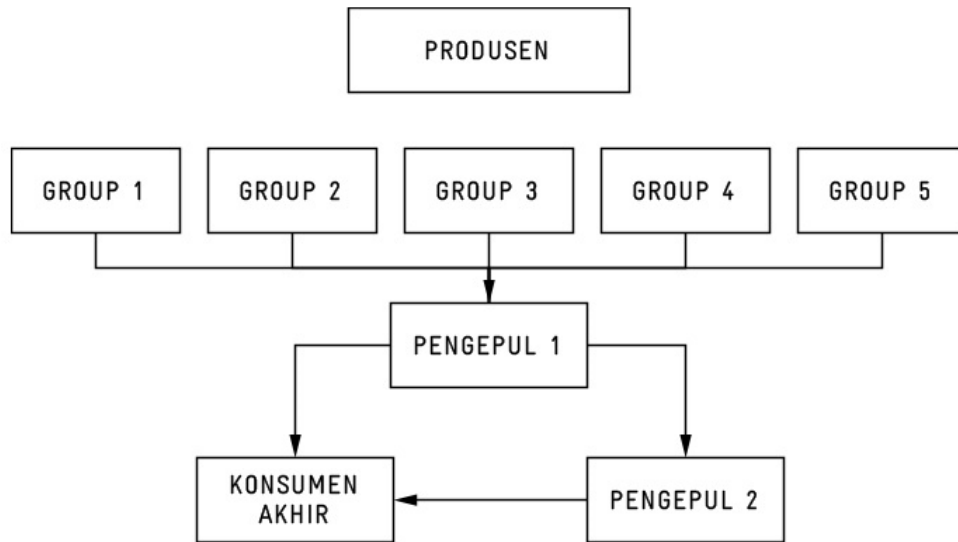 PRODUSEN
GROUP 1
GROUP 2
GROUP 3
GROUP 4
GROUP 5
PENGEPUL 1
KONSUMEN
AKHIR
PENGEPUL 2